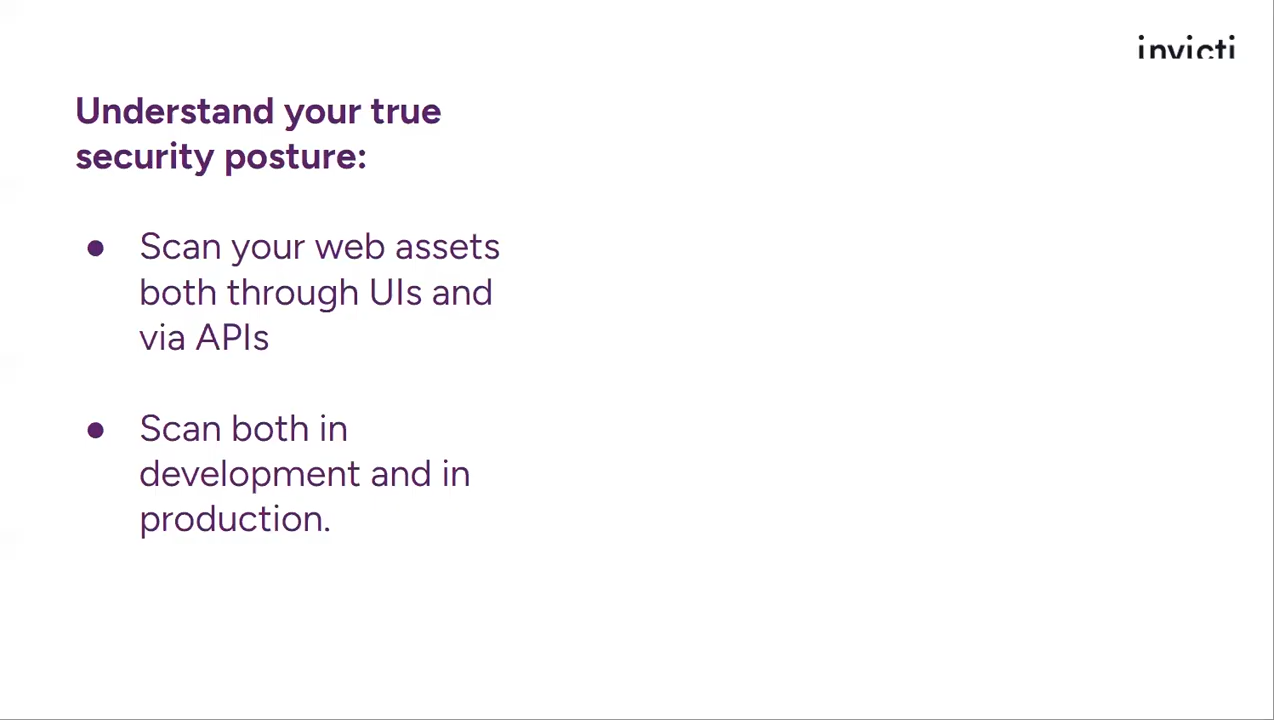 invicti
Understand your true
security posture:
● Scan your web assets
both through UIs and
via APIs
● Scan both in
development and in
production.